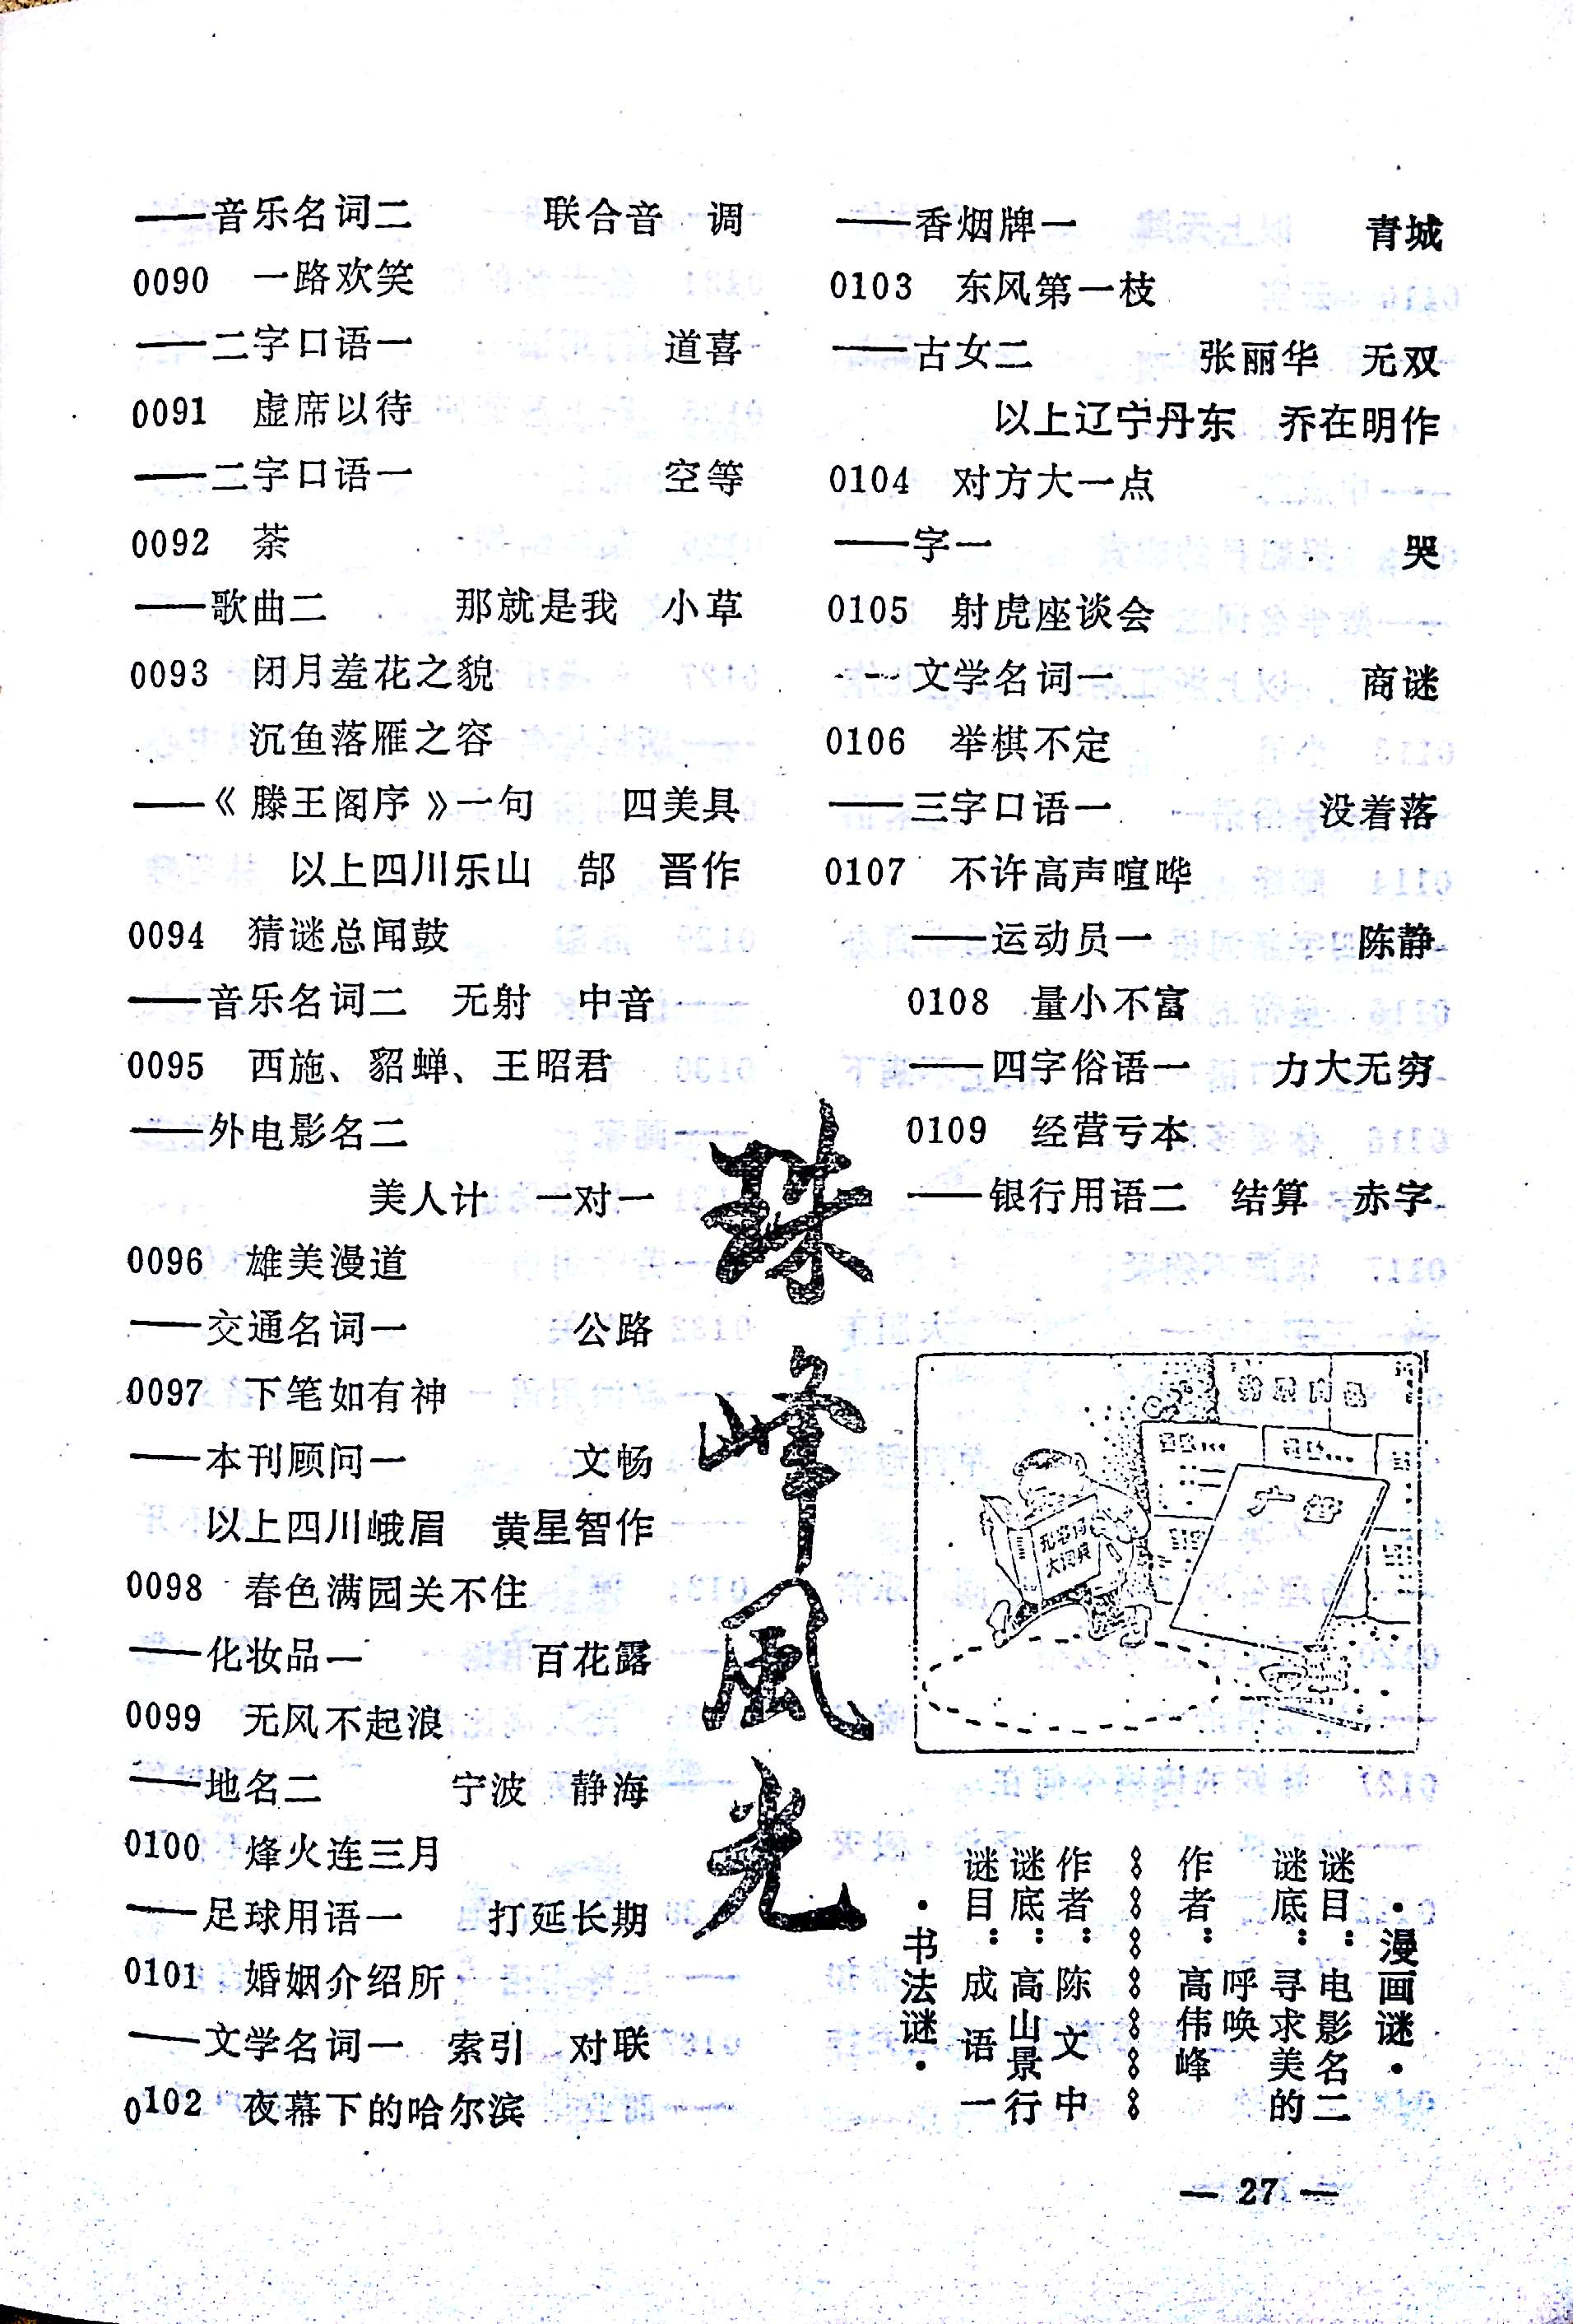 ——音乐名词二　联合音　调
0090　一路欢笑
——二字口语一　道喜
0091　虚席以待
——二字口语一　空等
0092　茶
——歌曲二　那就是我　小草
0093　闭月羞花之貌
沉鱼落雁之容
——《滕王阁序》一句　四美具
以上四川乐山　郜　晋作
0094　猜谜总闻鼓
——音乐名词二　无射　中音
0095　西施、貂蝉、王昭君
——外电影名二
美人计　一对一
0096　雄美漫道
——交通名词一　公路
0097　下笔如有神
——本刊顾问一　文畅
以上四川峨眉　黄星智作
0098　春色满园关不住
——化妆品一　百花露
0099　无风不起浪
——地名二　宁波　静海
0100　烽火连三月
——足球用语一　打延长期
0101　婚姻介绍所
——文学名词一　索引　对联
0102　夜幕下的哈尔滨
——香烟牌一　青城
0103　东风第一枝
——古女二　张丽华　无双
以上辽宁丹东　乔在明作
0104　对方大一点
——字一　哭
0105　射虎座谈会
——文学名词一　商谜
0106　举棋不定
——三字口语一　没着落
0107　不许高声喧哗
——运动员一　陈静
0108　量小不富
——四字俗语一　力大无穷
0109　经营亏本
——银行用语二　结算　赤字
峰风光
广告
大词典
·漫画谜·
谜目：电影名二
谜底：寻求美的
呼唤
作者：高伟峰
作者：陈文中
谜底：高山景行
谜目：成语一
·书法谜·
— 27 —